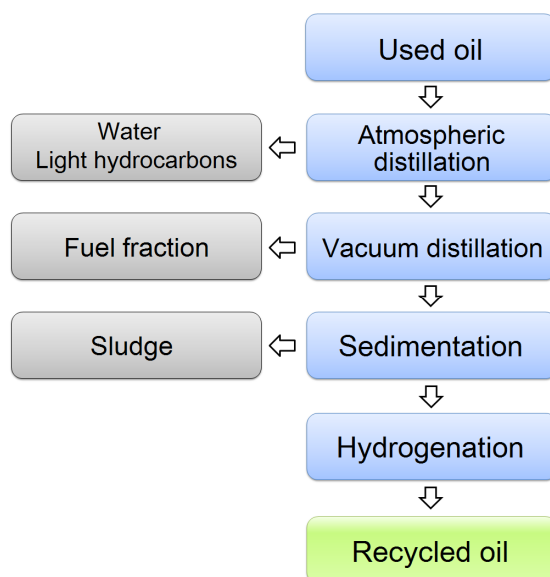 Used oil
Water
Light hydrocarbons
Atmospheric
distillation
Fuel fraction
Vacuum distillation
Sludge
Sedimentation
Hydrogenation
Recycled oil